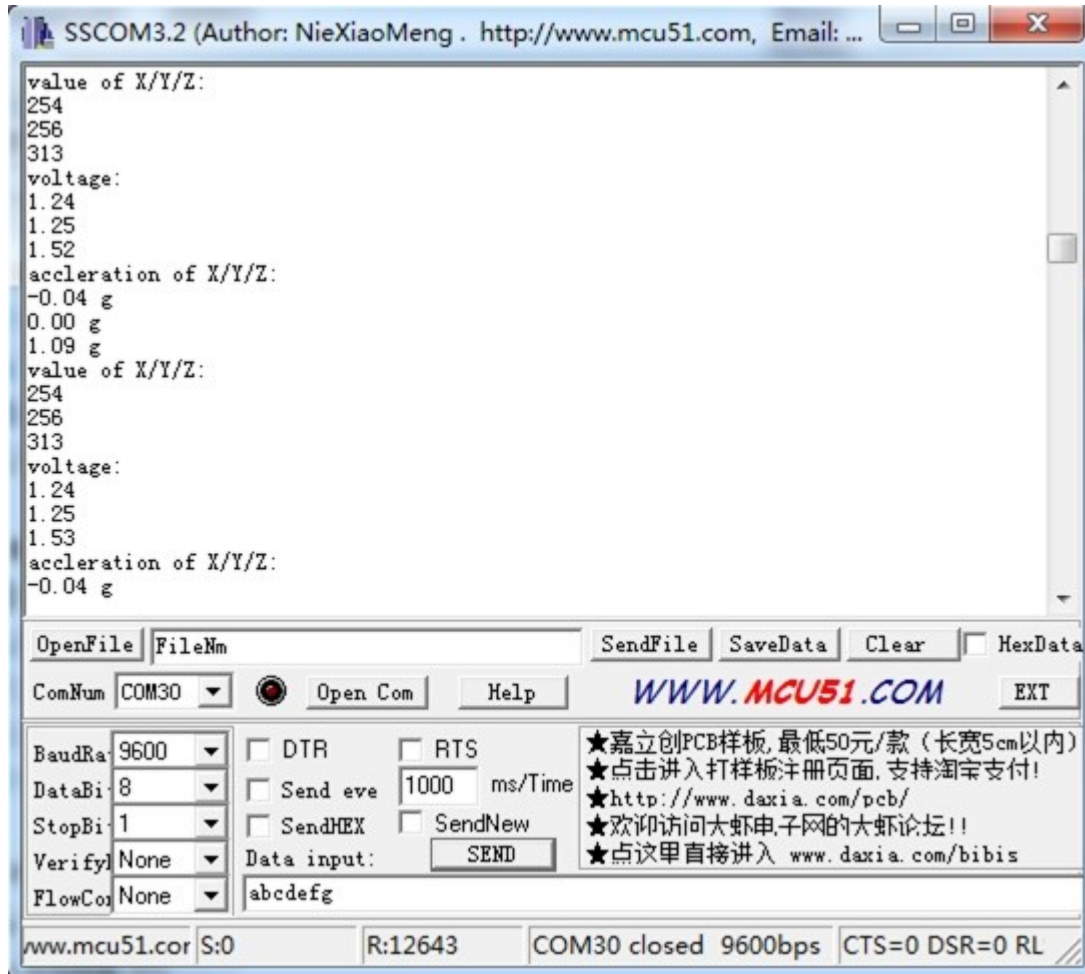 SSCOM3.2 (Author: NieXiaoMeng . http://www.mcu51.com, Email: ...
value of X/Y/Z:
254
256
313
voltage:
1.24
1.25
1.52
accleration of X/Y/Z:
-0.04 g
0.00 g
1.09 g
value of X/Y/Z:
254
256
313
voltage:
1.24
1.25
1.53
accleration of X/Y/Z:
-0.04 g
OpenFile FileNm SendFile SaveData Clear HexData
ComNum COM30 Open Com Help WWW.MCU51.COM EXT
BaudRa 9600 DTR RTS
DataBi 8 Send eve 1000 ms/Time
StopBi 1 SendHEX SendNew
VerifyI None Data input: SEND
FlowCo None abcdefg
★嘉立创PCB样板,最低50元/款（长宽5cm以内）
★点击进入打样板注册页面,支持淘宝支付!
★http://www.daxia.com/pcb/
★欢迎访问大虾电子网的大虾论坛!!
★点这里直接进入 www.daxia.com/bibis
www.mcu51.cor S:0 R:12643 COM30 closed 9600bps CTS=0 DSR=0 RL